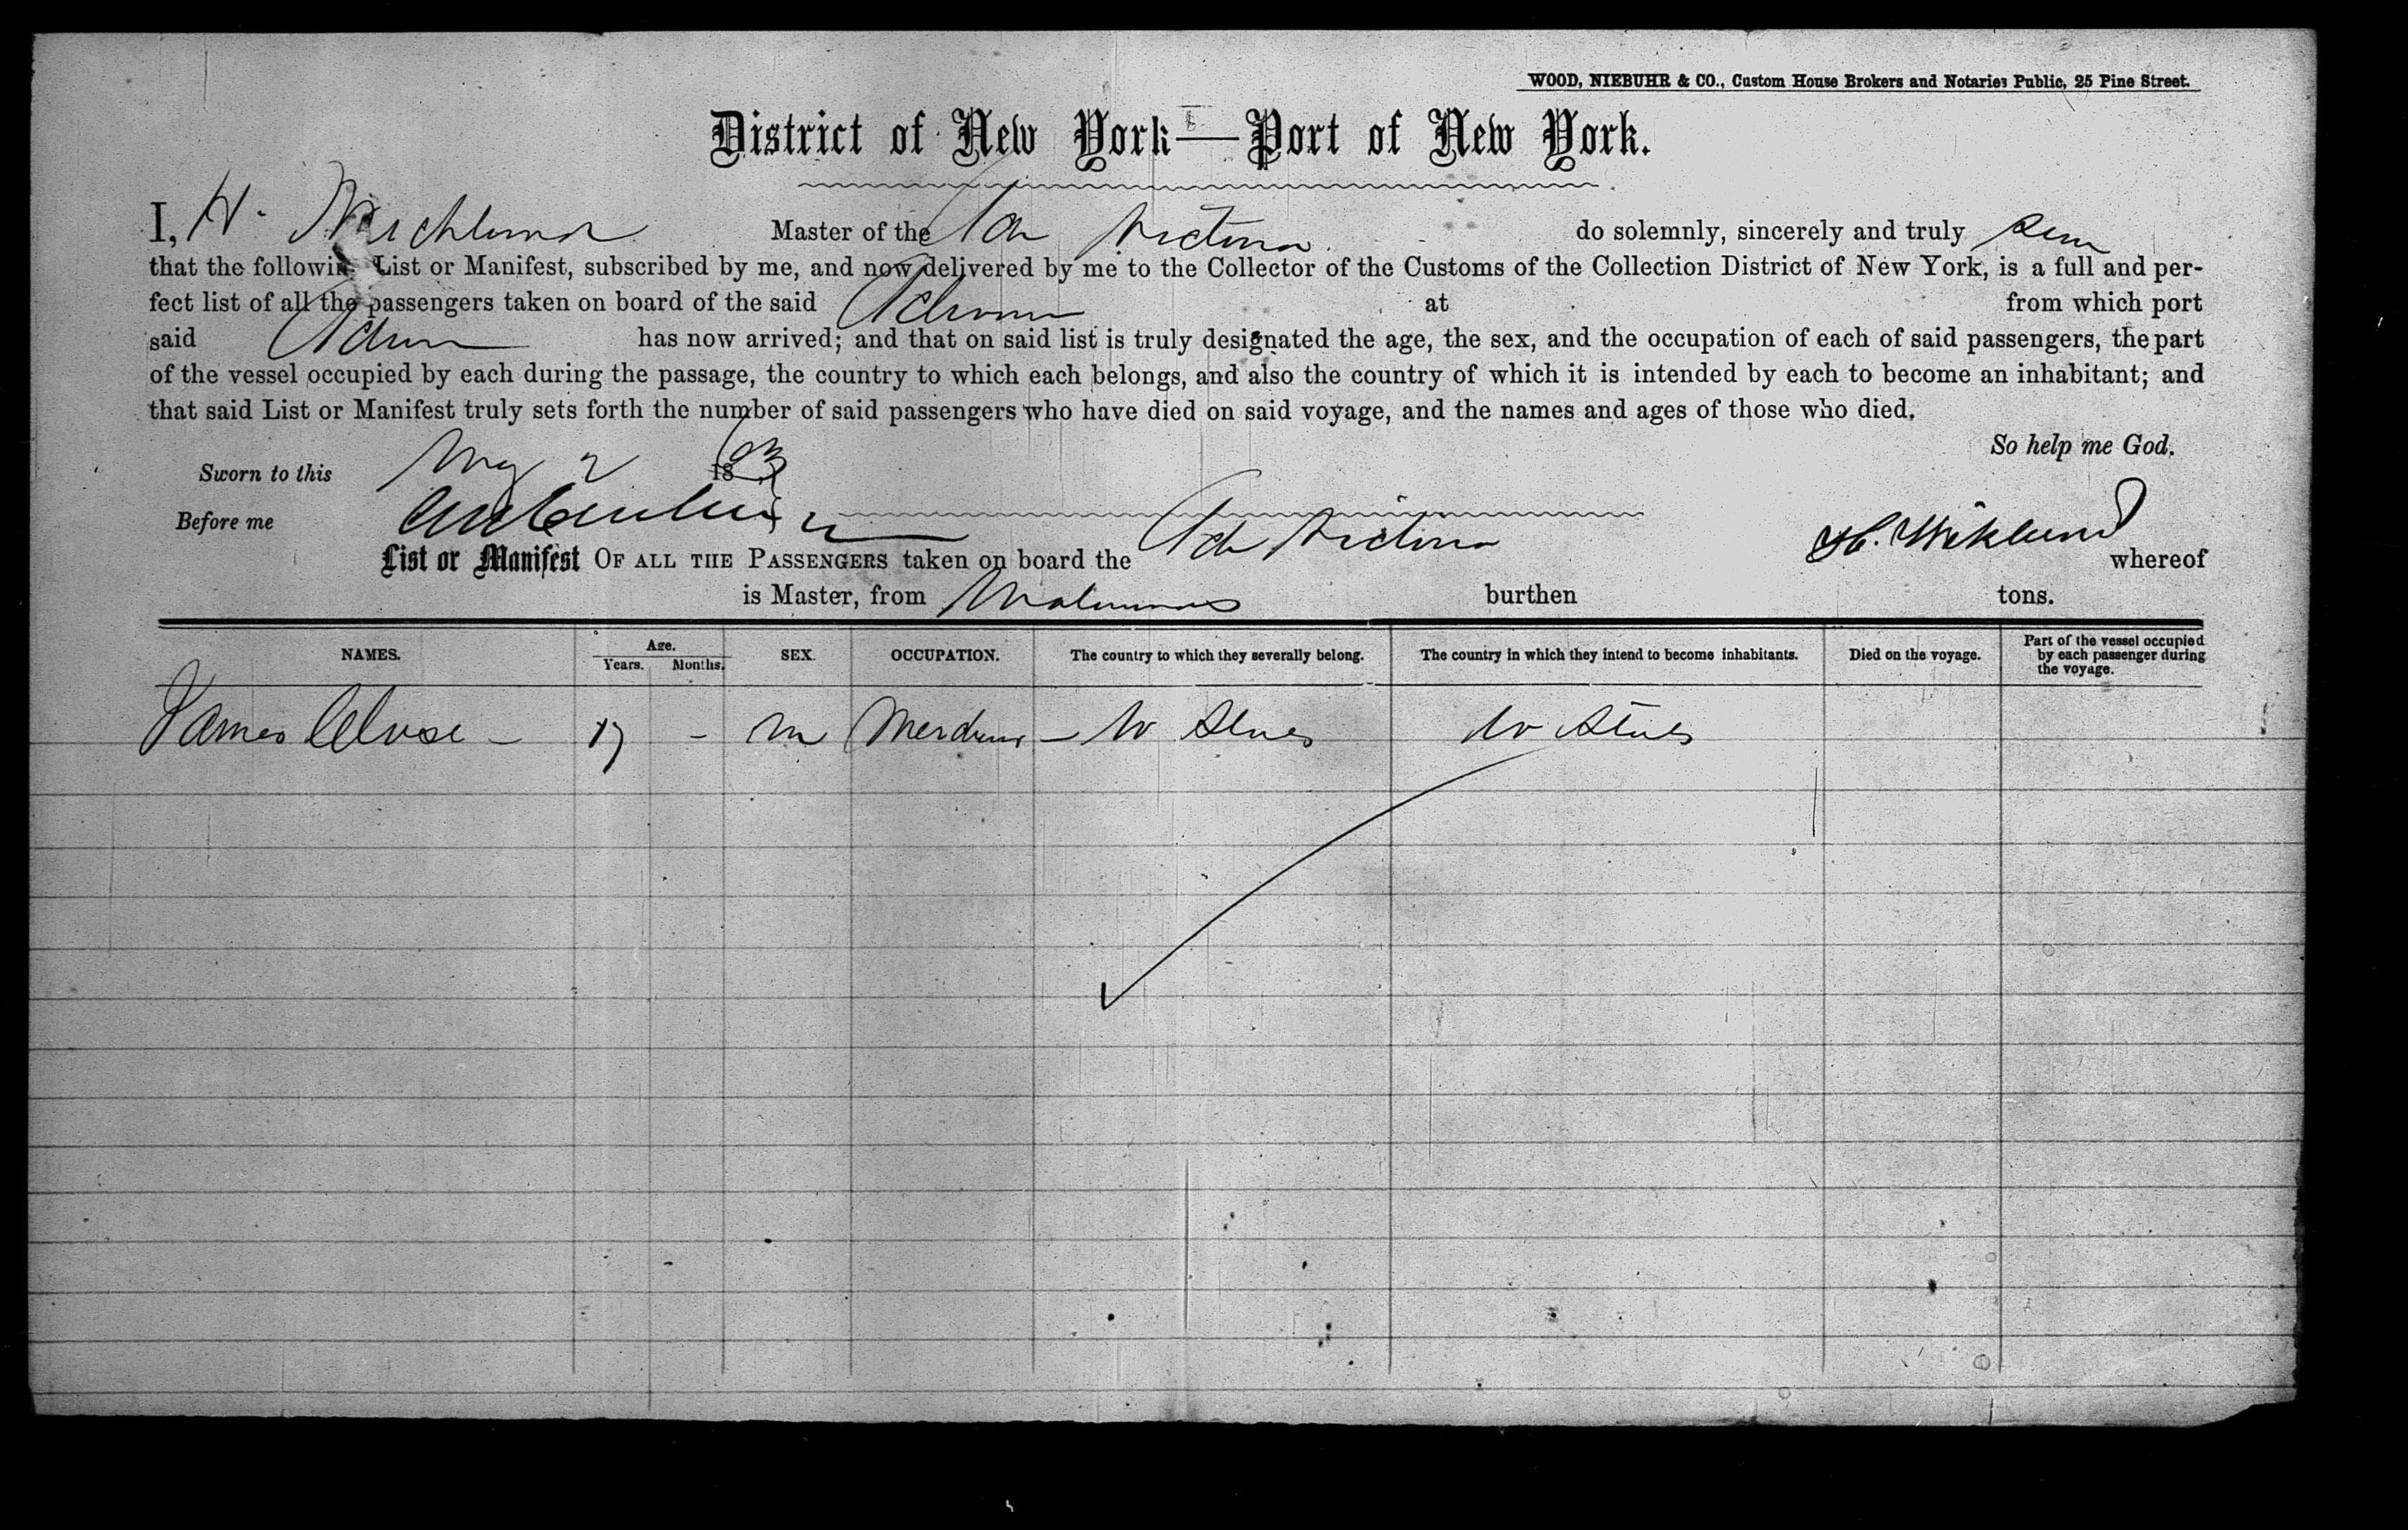 WOOD, NIEBUHR & CO., Custom House Brokers and Notaries Public, 25 Pine Street.
District of New York—Port of New York.
I, H. Master of the do solemnly, sincerely and truly
that the following List or Manifest, subscribed by me, and now delivered by me to the Collector of the Customs of the Collection District of New York, is a full and per-
fect list of all the passengers taken on board of the said at from which port
said has now arrived; and that on said list is truly designated the age, the sex, and the occupation of each of said passengers, the part
of the vessel occupied by each during the passage, the country to which each belongs, and also the country of which it is intended by each to become an inhabitant; and
that said List or Manifest truly sets forth the number of said passengers who have died on said voyage, and the names and ages of those who died.
So help me God.
Sworn to this May 2 1863
Before me
H. Wiklund
List or Manifest OF ALL THE PASSENGERS taken on board the whereof
is Master, from Matanzas burthen tons.
NAMES. Age. Years. Months. SEX. OCCUPATION. The country to which they severally belong. The country in which they intend to become inhabitants. Died on the voyage. Part of the vessel occupied by each passenger during the voyage.
James - 17 - m - U States U States